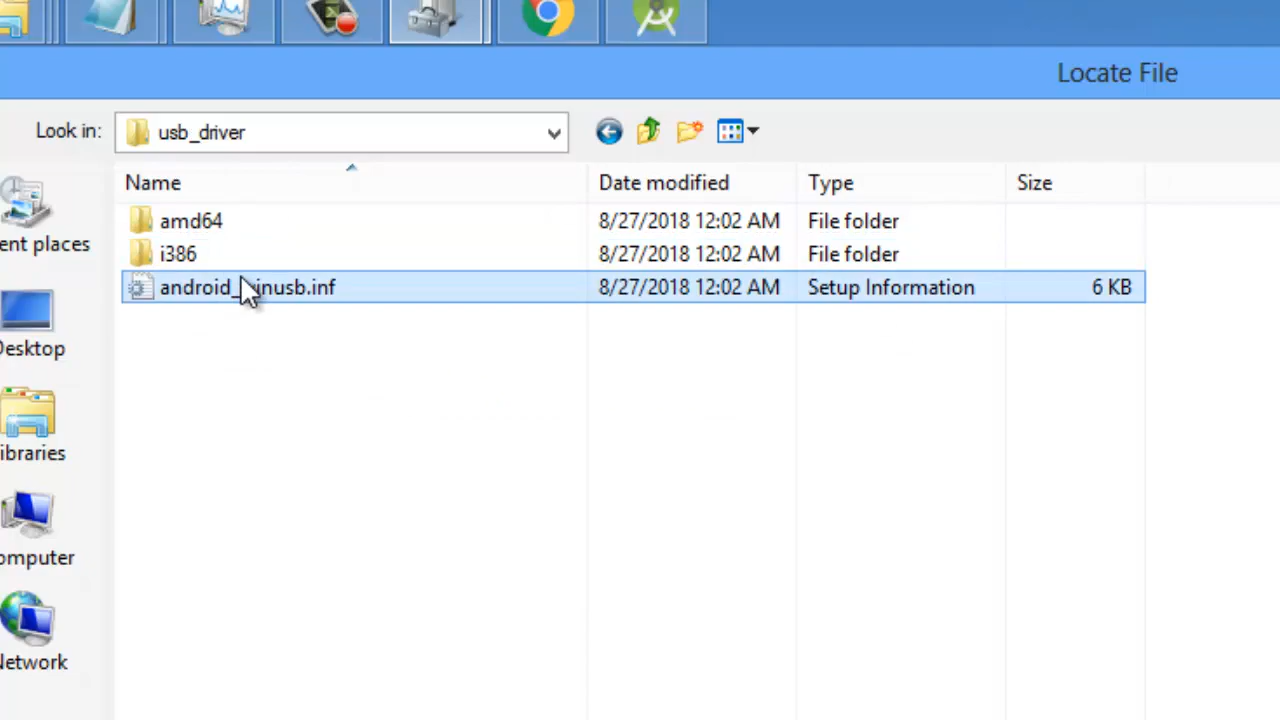 Locate File
Look in: usb_driver
Name Date modified Type Size
amd64 8/27/2018 12:02 AM File folder
i386 8/27/2018 12:02 AM File folder
android_ inusb.inf 8/27/2018 12:02 AM Setup Information 6 KB
ent places
Desktop
ibraries
omputer
Network